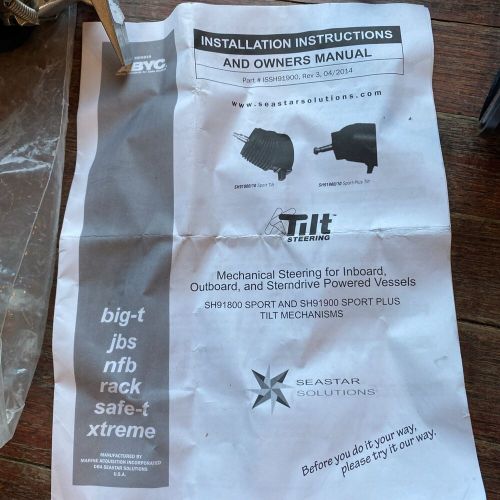 INSTALLATION INSTRUCTIONS
AND OWNERS MANUAL
Part # ISSH91900, Rev 3, 04/2014
www.seastarsolutions.com
ABYC
SH91800/10 Sport Tilt
SH91900/10 Sport Plus Tilt
Tilt™
STEERING
Mechanical Steering for Inboard,
Outboard, and Sterndrive Powered Vessels
SH91800 SPORT AND SH91900 SPORT PLUS
TILT MECHANISMS
big-t
jbs
nfb
rack
safe-t
xtreme
SEASTAR
SOLUTIONS
MANUFACTURED BY
MARINE ACQUISITION INCORPORATED
DBA SEASTAR SOLUTIONS
U.S.A.
Before you do it your way,
please try it our way.